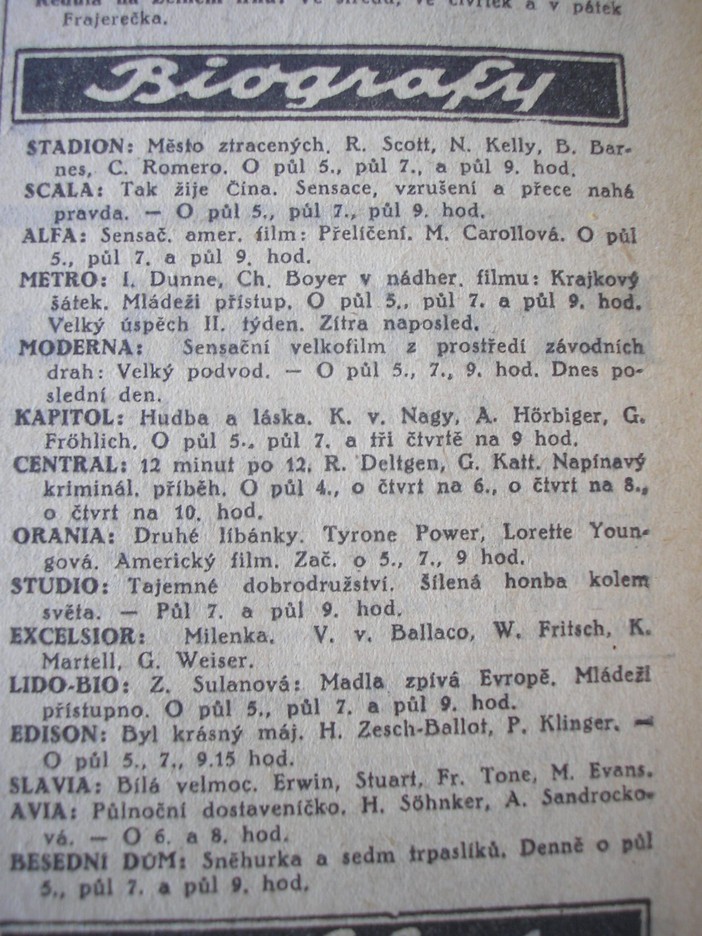 ve středu, ve čtvrtek a v pátek
Frajerečka.
Biografy
STADION: Město ztracených. R. Scott, N. Kelly, B. Bar-
nes, C. Romero. O půl 5., půl 7., a půl 9. hod.
SCALA: Tak žije Čína. Sensace, vzrušení a přece nahá
pravda. — O půl 5., půl 7., půl 9. hod.
ALFA: Sensač. amer. film: Přelíčení. M. Carollová. O půl
5., půl 7. a půl 9. hod.
METRO: I. Dunne, Ch. Boyer v nádher. filmu: Krajkový
šátek. Mládeži přístup. O půl 5., půl 7. a půl 9. hod.
Velký úspěch II. týden. Zítra naposled.
MODERNA: Sensační velkofilm z prostředí závodních
drah: Velký podvod. — O půl 5., 7., 9. hod. Dnes po-
slední den.
KAPITOL: Hudba a láska. K. v. Nagy, A. Hörbiger, G.
Fröhlich. O půl 5., půl 7. a tři čtvrtě na 9 hod.
CENTRAL: 12 minut po 12. R. Deltgen, G. Katt. Napínavý
kriminál. příběh. O půl 4., o čtvrt na 6., o čtvrt na 8.,
o čtvrt na 10. hod.
ORANIA: Druhé líbánky. Tyrone Power, Lorette Youn-
gová. Americký film. Zač. o 5., 7., 9 hod.
STUDIO: Tajemné dobrodružství. Šílená honba kolem
světa. — Půl 7. a půl 9. hod.
EXCELSIOR: Milenka. V. v. Ballaco, W. Fritsch, K.
Martell, G. Weiser.
LIDO-BIO: Z. Sulanová: Madla zpívá Evropě. Mládeži
přístupno. O půl 5., půl 7. a půl 9. hod.
EDISON: Byl krásný máj. H. Zesch-Ballot, P. Klinger. —
O půl 5., 7., 9.15 hod.
SLAVIA: Bílá velmoc. Erwin, Stuart, Fr. Tone, M. Evans.
AVIA: Půlnoční dostaveníčko. H. Söhnker, A. Sandrocko-
vá. — O 6. a 8. hod.
BESEDNÍ DŮM: Sněhurka a sedm trpaslíků. Denně o půl
5., půl 7. a půl 9. hod.